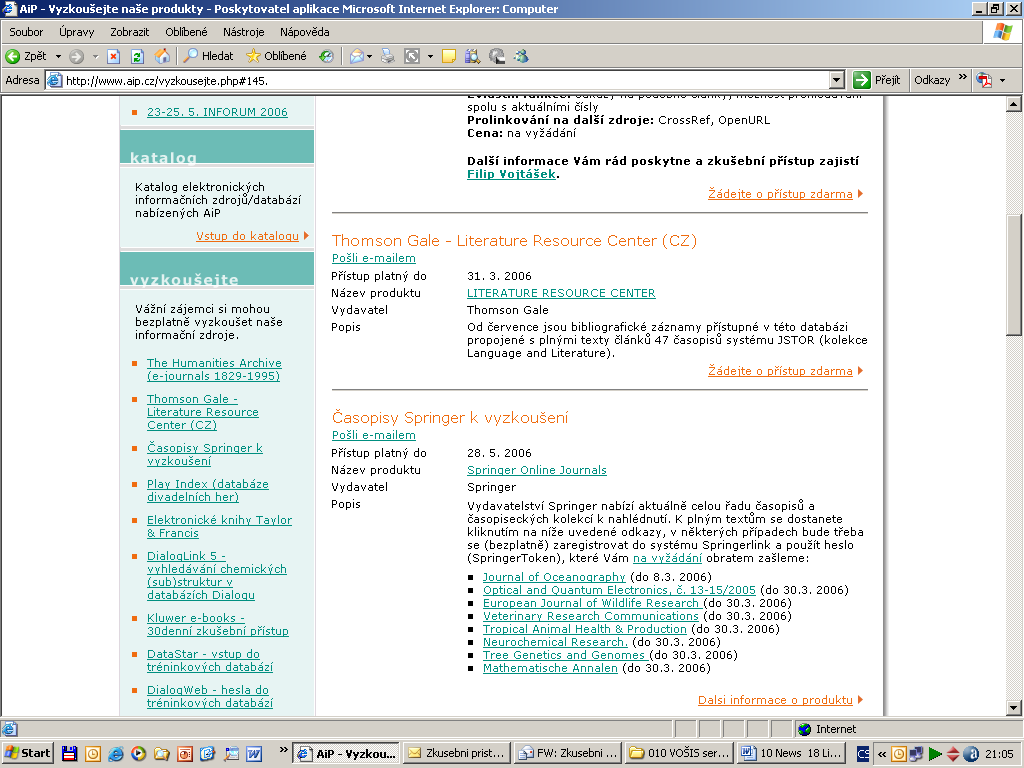 AiP - Vyzkoušejte naše produkty - Poskytovatel aplikace Microsoft Internet Explorer: Computer
Soubor Úpravy Zobrazit Oblíbené Nástroje Nápověda
Zpět Hledat Oblíbené
Adresa http://www.aip.cz/vyzkousejte.php#145. Přejít Odkazy »
23-25. 5. INFORUM 2006
katalog
Katalog elektronických
informačních zdrojů/databází
nabízených AiP
Vstup do katalogu
vyzkoušejte
Vážní zájemci si mohou
bezplatně vyzkoušet naše
informační zdroje.
The Humanities Archive
(e-journals 1829-1995)
Thomson Gale -
Literature Resource
Center (CZ)
Časopisy Springer k
vyzkoušení
Play Index (databáze
divadelních her)
Elektronické knihy Taylor
& Francis
DialogLink 5 -
vyhledávání chemických
(sub)struktur v
databázích Dialogu
Kluwer e-books -
30denní zkušební přístup
DataStar - vstup do
tréninkových databází
DialogWeb - hesla do
tréninkových databází
Zvláštní funkce: odkazy na podobné články, možnost prohledávání
spolu s aktuálními čísly
Prolinkování na další zdroje: CrossRef, OpenURL
Cena: na vyžádání
Další informace Vám rád poskytne a zkušební přístup zajistí
Filip Vojtášek.
Žádejte o přístup zdarma
Thomson Gale - Literature Resource Center (CZ)
Pošli e-mailem
Přístup platný do 31. 3. 2006
Název produktu LITERATURE RESOURCE CENTER
Vydavatel Thomson Gale
Popis Od července jsou bibliografické záznamy přístupné v této databázi
propojené s plnými texty článků 47 časopisů systému JSTOR (kolekce
Language and Literature).
Žádejte o přístup zdarma
Časopisy Springer k vyzkoušení
Pošli e-mailem
Přístup platný do 28. 5. 2006
Název produktu Springer Online Journals
Vydavatel Springer
Popis Vydavatelství Springer nabízí aktuálně celou řadu časopisů a
časopiseckých kolekcí k nahlédnutí. K plným textům se dostanete
kliknutím na níže uvedené odkazy, v některých případech bude třeba
se (bezplatně) zaregistrovat do systému Springerlink a použít heslo
(SpringerToken), které Vám na vyžádání obratem zašleme:
Journal of Oceanography (do 8.3. 2006)
Optical and Quantum Electronics, č. 13-15/2005 (do 30.3. 2006)
European Journal of Wildlife Research (do 30.3. 2006)
Veterinary Research Communications (do 30.3. 2006)
Tropical Animal Health & Production (do 30.3. 2006)
Neurochemical Research. (do 30.3. 2006)
Tree Genetics and Genomes (do 30.3. 2006)
Mathematische Annalen (do 30.3. 2006)
Dalsi informace o produktu
Internet
Start » AiP - Vyzkou... Zkusebni prist... FW: Zkusebni ... 010 VOŠIS ser... 10 News 18 Li... CS « 21:05